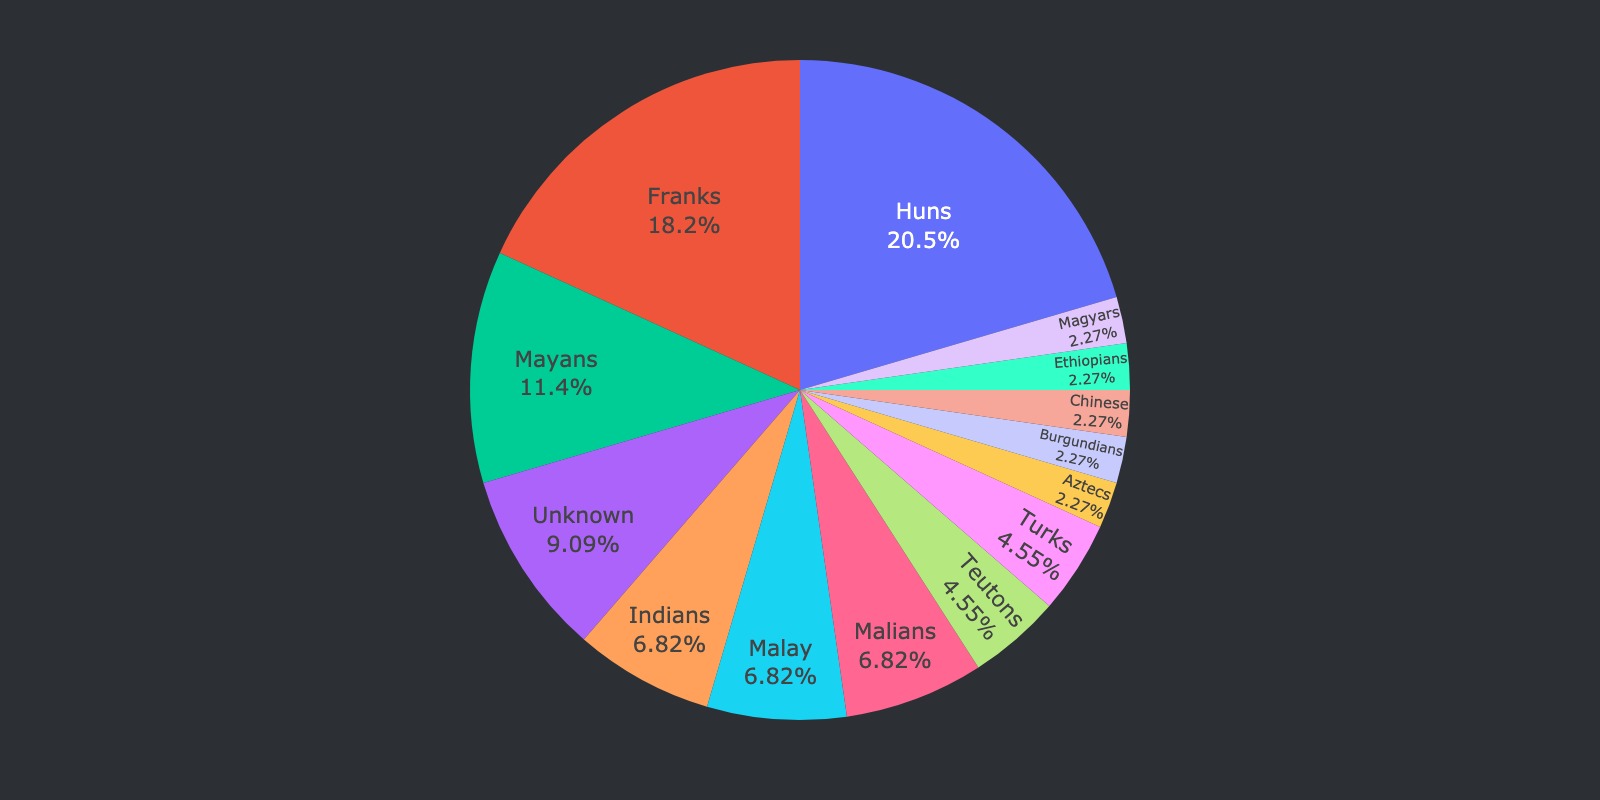 Franks
18.2%
Huns
20.5%
Magyars
2.27%
Ethiopians
2.27%
Mayans
11.4%
Chinese
2.27%
Burgundians
2.27%
Aztecs
2.27%
Unknown
9.09%
Turks
4.55%
Teutons
4.55%
Indians
6.82%
Malians
6.82%
Malay
6.82%